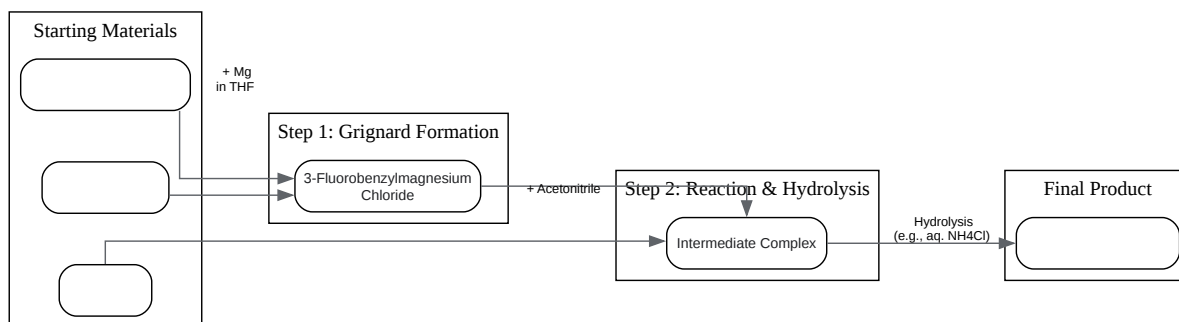 Starting Materials
+ Mg
in THF
Step 1: Grignard Formation
3-Fluorobenzylmagnesium
Chloride
+ Acetonitrile
Step 2: Reaction & Hydrolysis
Intermediate Complex
Hydrolysis
(e.g., aq. NH4Cl)
Final Product